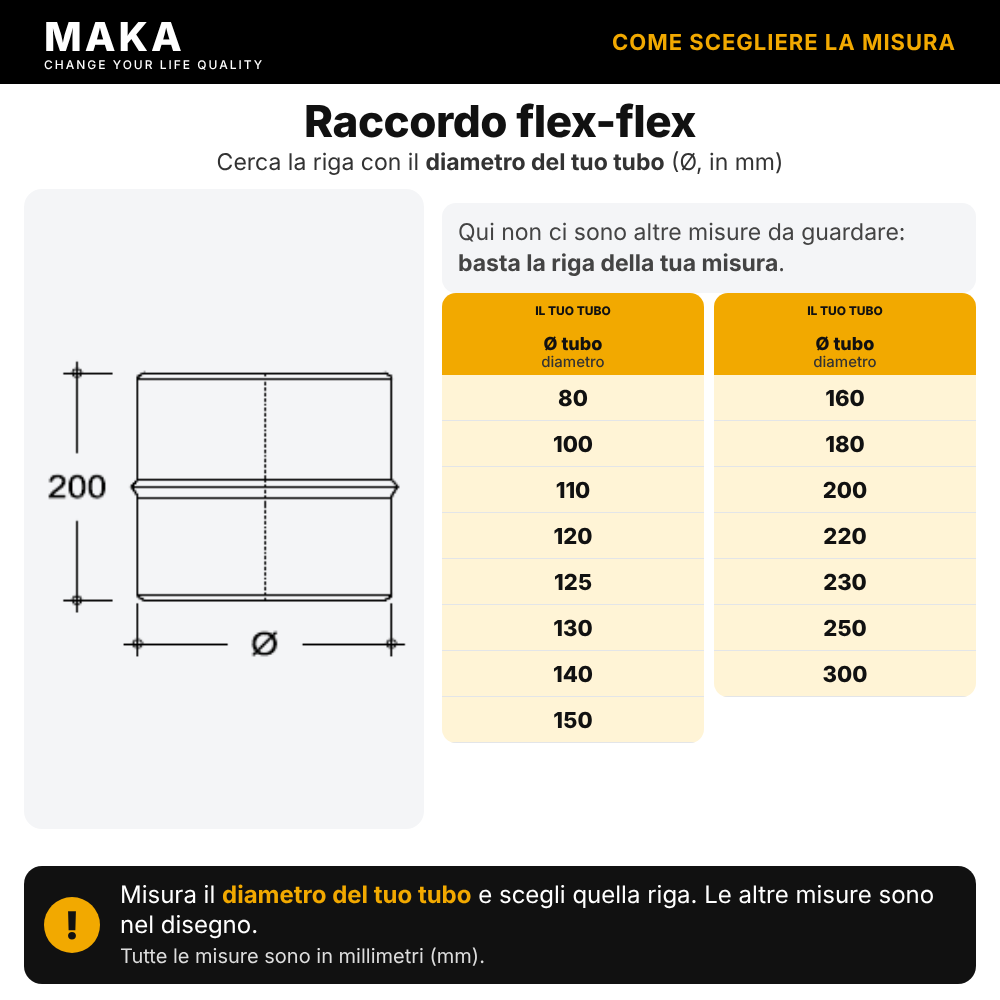 MAKA
CHANGE YOUR LIFE QUALITY
COME SCEGLIERE LA MISURA
Raccordo flex-flex
Cerca la riga con il diametro del tuo tubo (Ø, in mm)
200
Ø
Qui non ci sono altre misure da guardare:
basta la riga della tua misura.
IL TUO TUBO
Ø tubo
diametro
80
100
110
120
125
130
140
150
IL TUO TUBO
Ø tubo
diametro
160
180
200
220
230
250
300
!
Misura il diametro del tuo tubo e scegli quella riga. Le altre misure sono
nel disegno.
Tutte le misure sono in millimetri (mm).